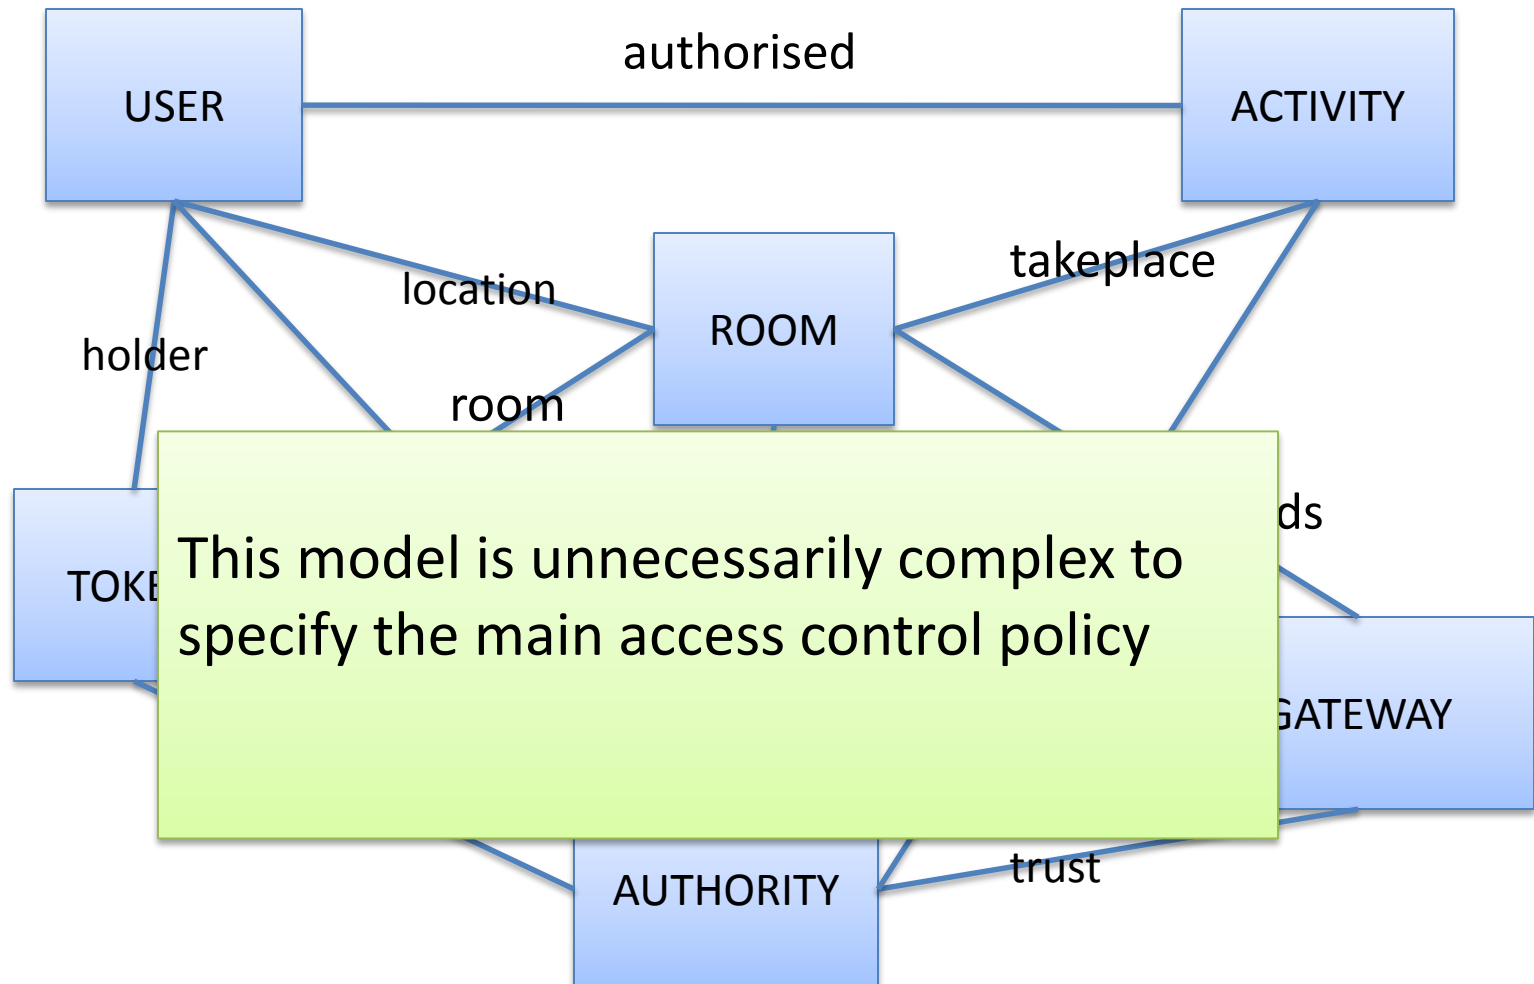 authorised
USER
ACTIVITY
takeplace
location
ROOM
holder
room
ds
This model is unnecessarily complex to
TOKE
specify the main access control policy
GATEWAY
trust
AUTHORITY